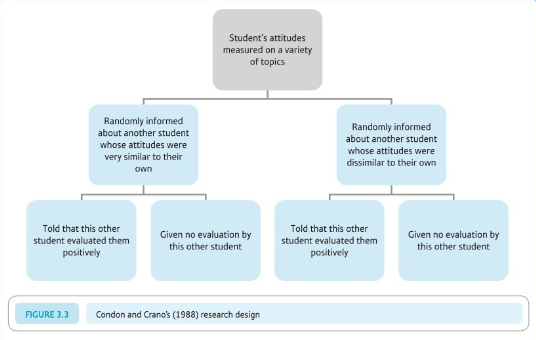 Student's attitudes
measured on a variety
of topics
Randomly informed
about another student
whose attitudes were
very similar to their
own
Randomly informed
about another student
whose attitudes were
dissimilar to their own
Told that this other
student evaluated them
positively
Given no evaluation by
this other student
Told that this other
student evaluated them
positively
Given no evaluation by
this other student
FIGURE 3.3 Condon and Crano's (1988) research design